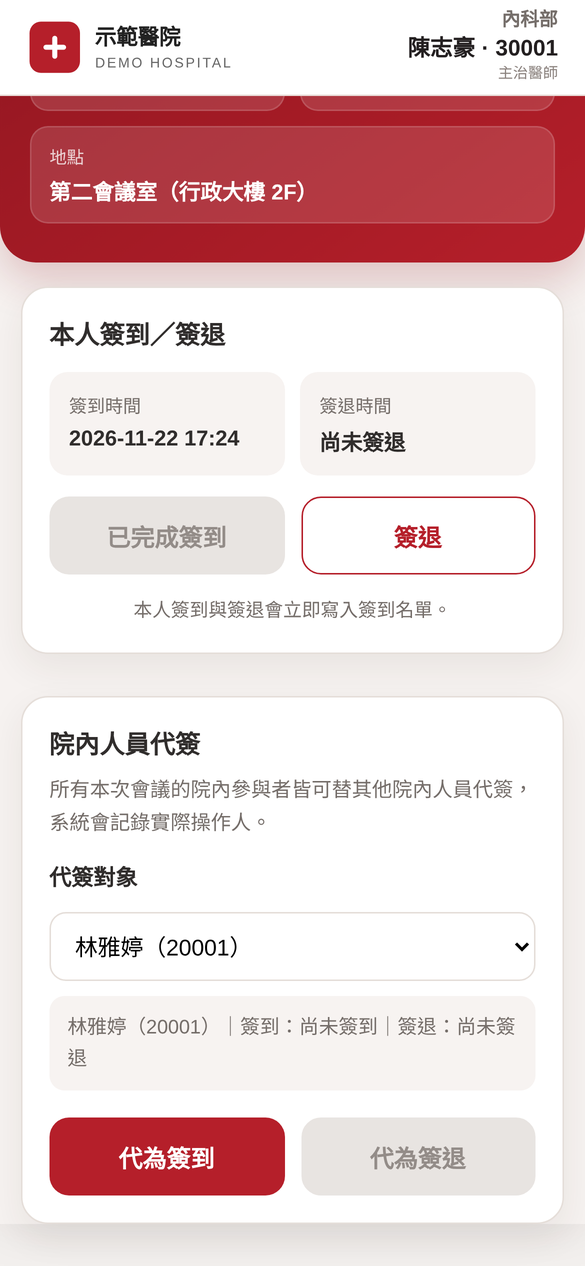 示範醫院
DEMO HOSPITAL
內科部
陳志豪 · 30001
主治醫師
地點
第二會議室（行政大樓 2F）
本人簽到／簽退
簽到時間
2026-11-22 17:24
簽退時間
尚未簽退
已完成簽到
簽退
本人簽到與簽退會立即寫入簽到名單。
院內人員代簽
所有本次會議的院內參與者皆可替其他院內人員代簽，
系統會記錄實際操作人。
代簽對象
林雅婷（20001）
林雅婷（20001）｜簽到：尚未簽到｜簽退：尚未簽
退
代為簽到
代為簽退